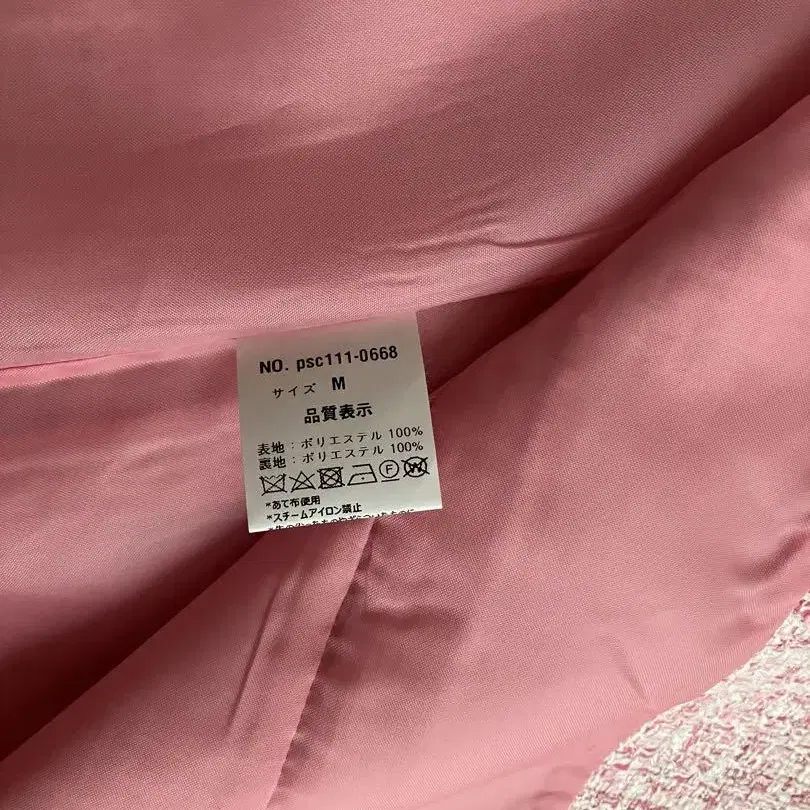 NO. psc111-0668
サイズ M
品質表示
表地：ポリエステル 100%
裏地：ポリエステル 100%
F W
*あて布使用
*スチームアイロン禁止